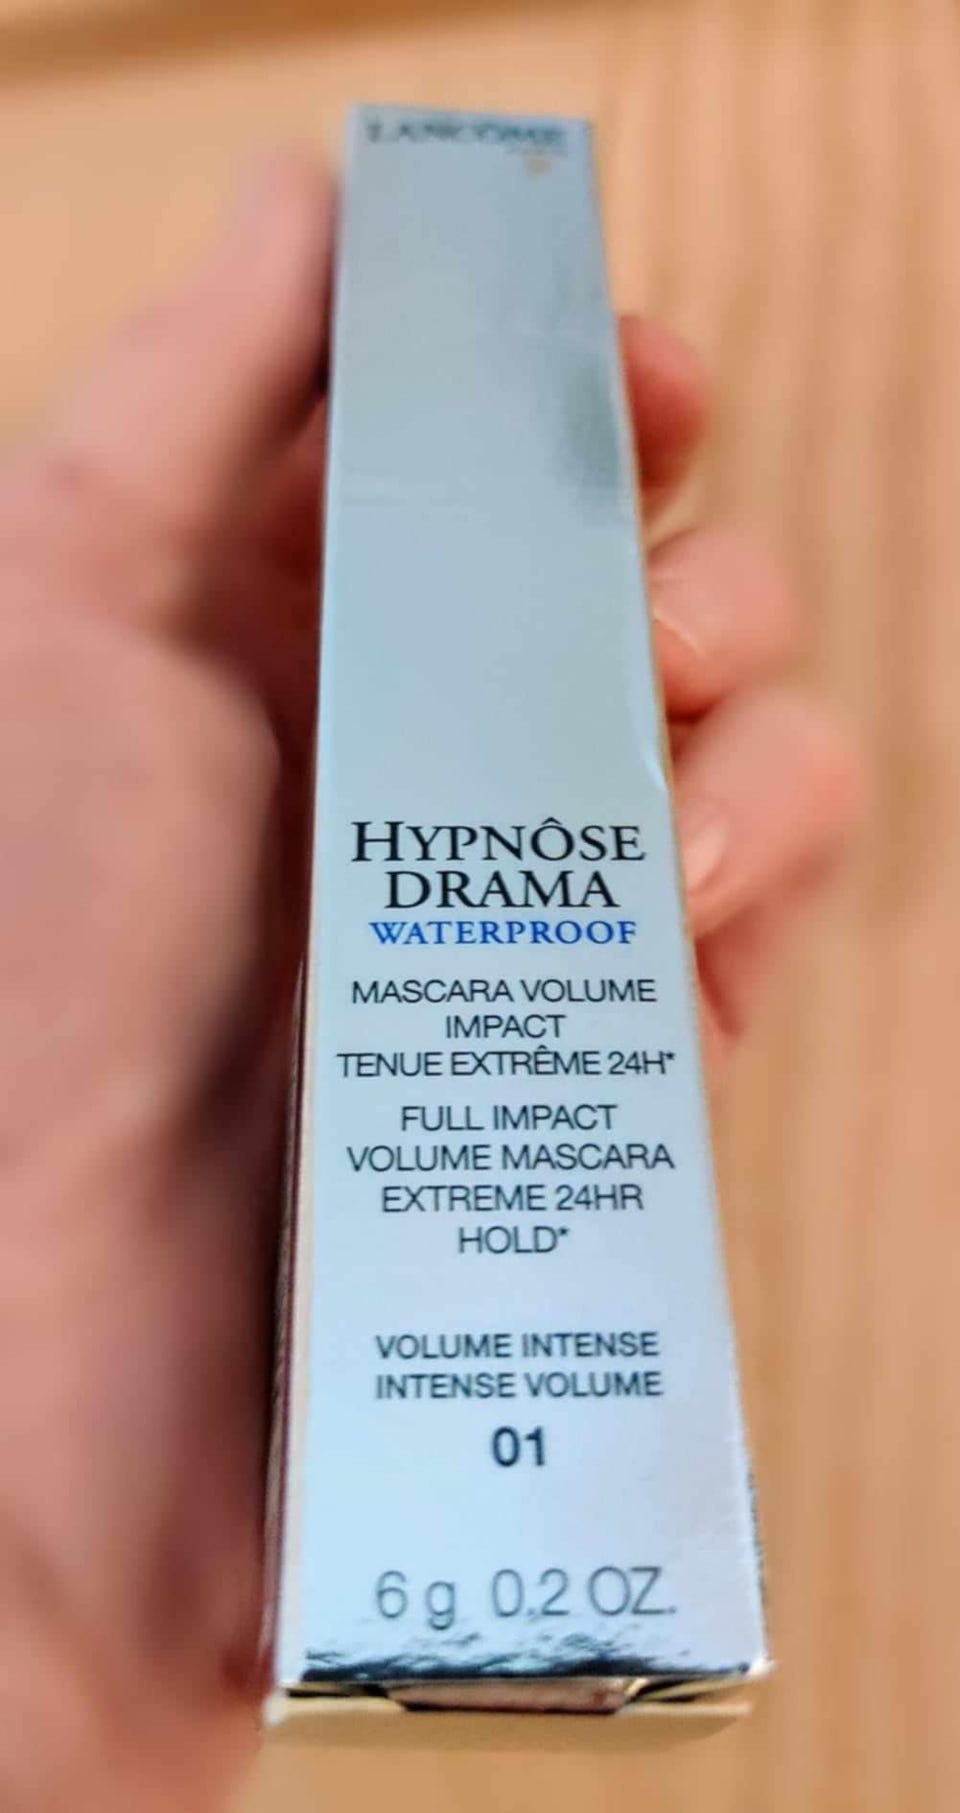 LANCÔME
HYPNÔSE
DRAMA
WATERPROOF
MASCARA VOLUME
IMPACT
TENUE EXTRÊME 24H*
FULL IMPACT
VOLUME MASCARA
EXTREME 24HR
HOLD*
VOLUME INTENSE
INTENSE VOLUME
01
6 g 0.2 OZ.